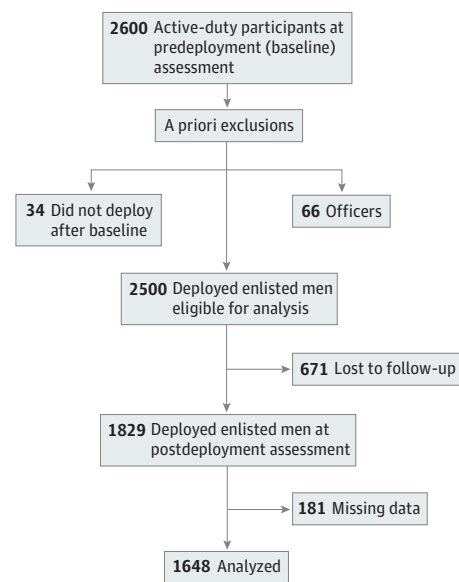 2600 Active-duty participants at
predeployment (baseline)
assessment
A priori exclusions
34 Did not deploy
after baseline
66 Officers
2500 Deployed enlisted men
eligible for analysis
671 Lost to follow-up
1829 Deployed enlisted men at
postdeployment assessment
181 Missing data
1648 Analyzed